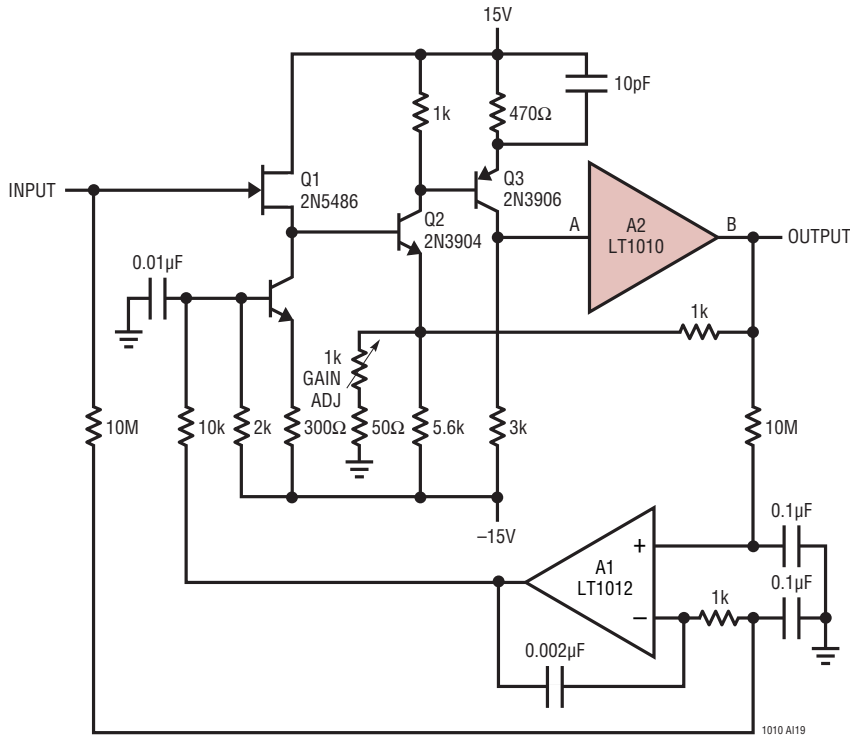 15V
10pF
1k
470Ω
INPUT
Q1
2N5486
Q3
2N3906
Q2
2N3904
A
A2
LT1010
B
OUTPUT
0.01µF
1k
GAIN
ADJ
1k
10M
10k
2k
300Ω
50Ω
5.6k
3k
10M
–15V
0.1µF
+
A1
LT1012
0.1µF
1k
–
0.002µF
1010 AI19